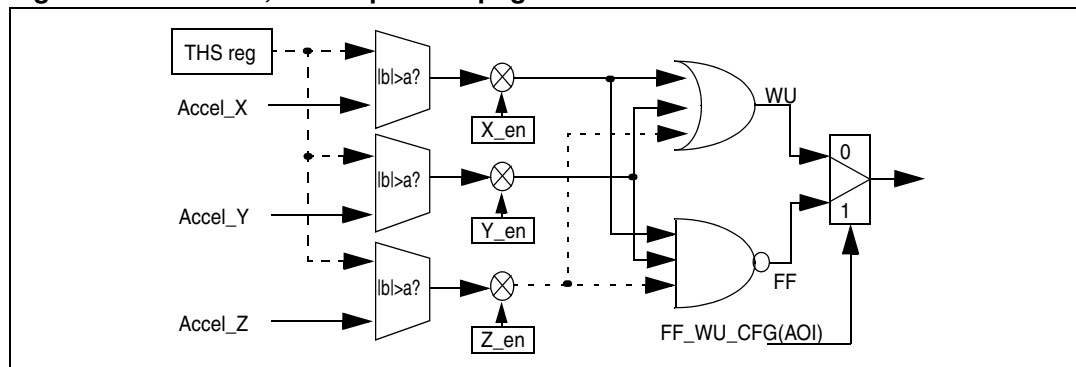 THS reg
|b|>a?
Accel_X
X_en
WU
0
|b|>a?
Accel_Y
Y_en
1
|b|>a?
FF
Accel_Z
Z_en
FF_WU_CFG(AOI)